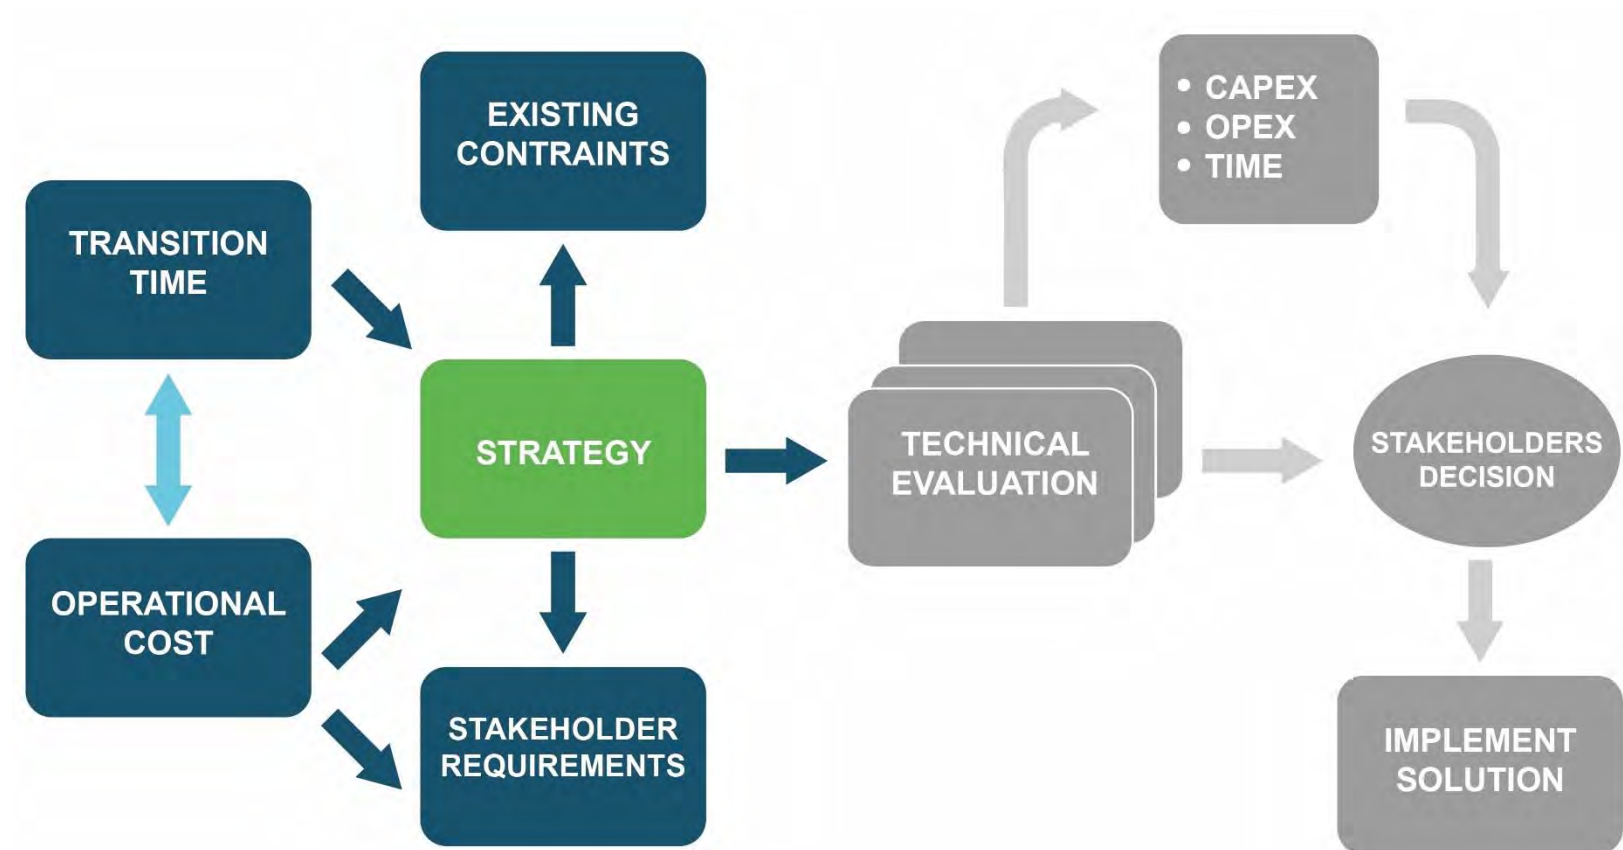 EXISTING
CONTRAINTS
TRANSITION
TIME
STRATEGY
OPERATIONAL
COST
STAKEHOLDER
REQUIREMENTS
• CAPEX
• OPEX
• TIME
TECHNICAL
EVALUATION
STAKEHOLDERS
DECISION
IMPLEMENT
SOLUTION